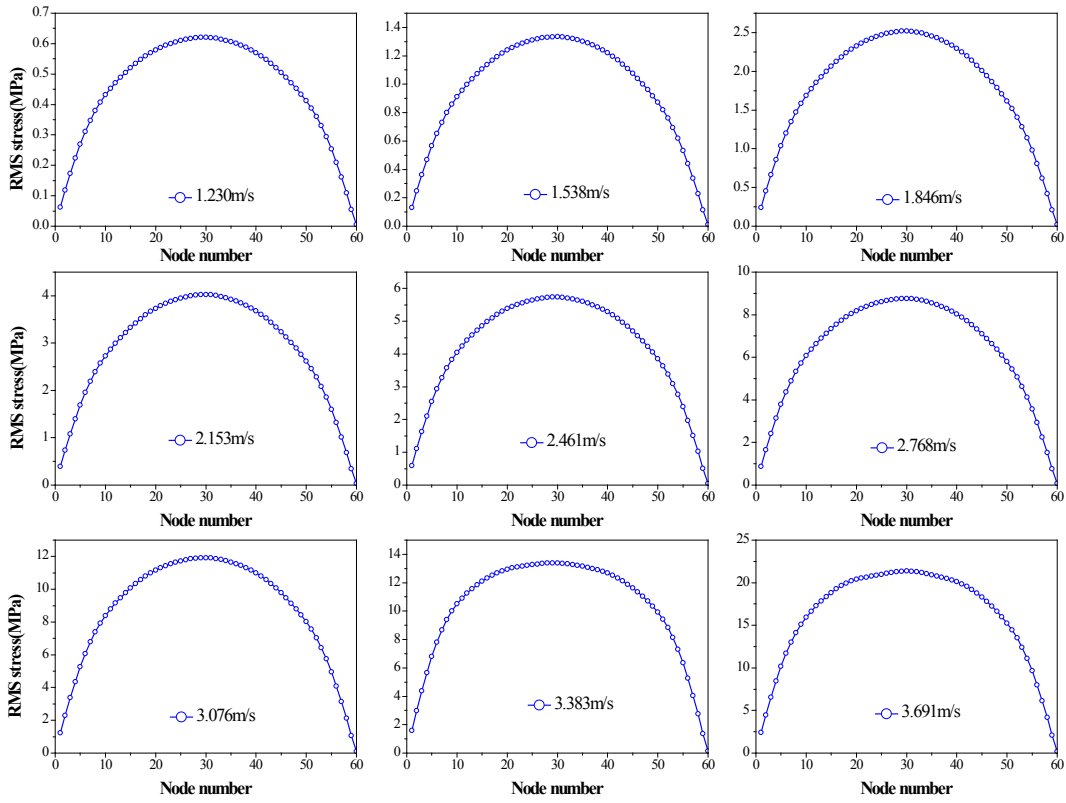 RMS stress(MPa)
0.7
0.6
0.5
0.4
0.3
0.2
0.1
0.0
1.230m/s
0 10 20 30 40 50 60
Node number
1.4
1.2
1.0
0.8
0.6
0.4
0.2
0.0
1.538m/s
0 10 20 30 40 50 60
Node number
2.5
2.0
1.5
1.0
0.5
0.0
1.846m/s
0 10 20 30 40 50 60
Node number
RMS stress(MPa)
4
3
2
1
0
2.153m/s
0 10 20 30 40 50 60
Node number
6
5
4
3
2
1
0
2.461m/s
0 10 20 30 40 50 60
Node number
10
8
6
4
2
0
2.768m/s
0 10 20 30 40 50 60
Node number
RMS stress(MPa)
12
10
8
6
4
2
0
3.076m/s
0 10 20 30 40 50 60
Node number
14
12
10
8
6
4
2
0
3.383m/s
0 10 20 30 40 50 60
Node number
25
20
15
10
5
0
3.691m/s
0 10 20 30 40 50 60
Node number